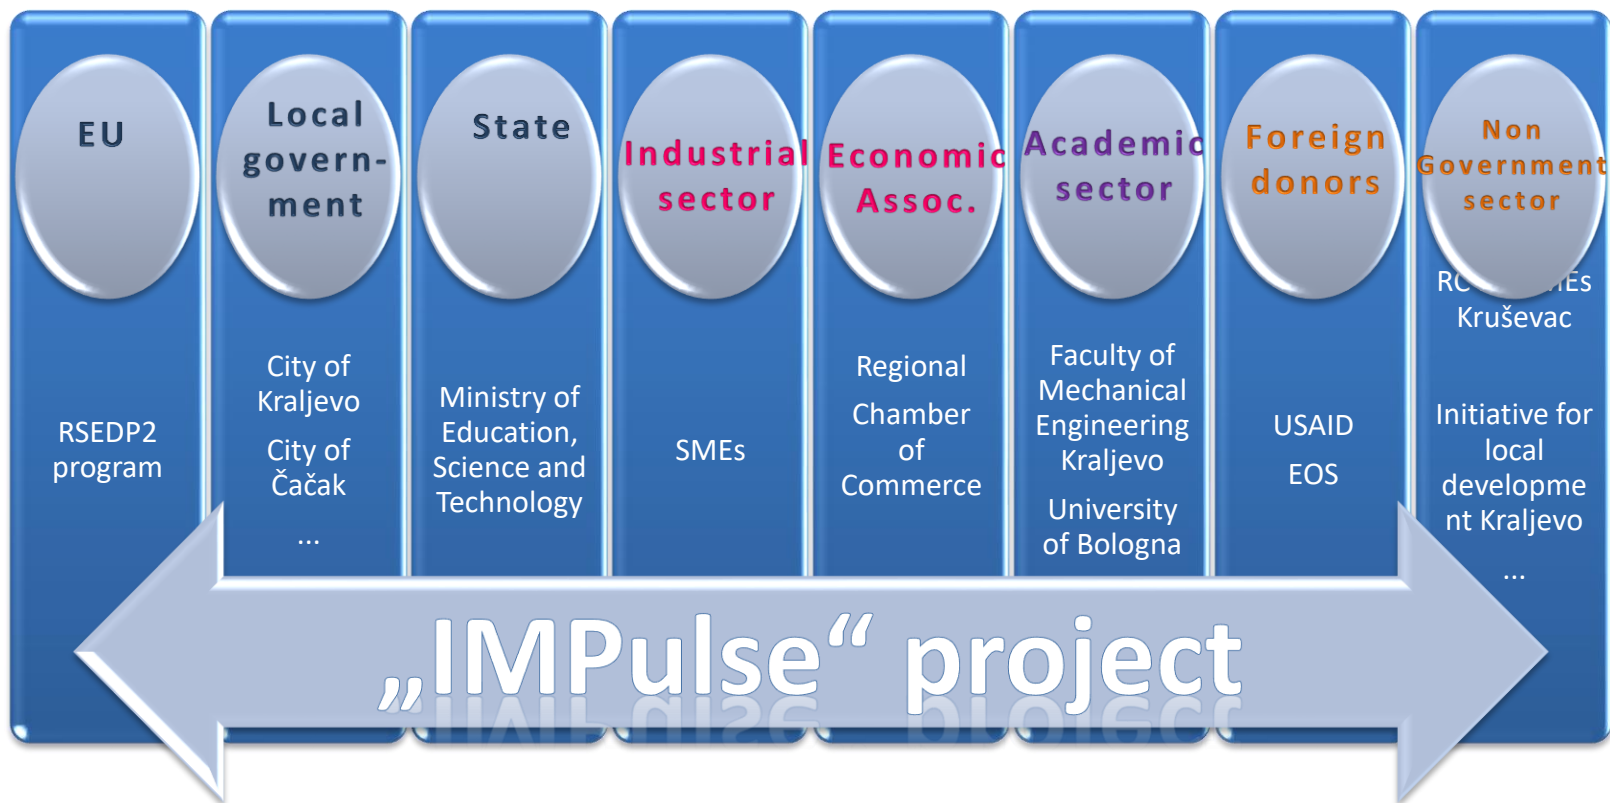 EU
RSEDP2
program
Local
govern-
ment
City of
Kraljevo
City of
Čačak
...
State
Ministry of
Education,
Science and
Technology
Industrial
sector
SMEs
Economic
Assoc.
Regional
Chamber
of
Commerce
Academic
sector
Faculty of
Mechanical
Engineering
Kraljevo
University
of Bologna
Foreign
donors
USAID
EOS
Non
Government
sector
Kruševac
Initiative for
local
developme
nt Kraljevo
...
„IMPulse“ project